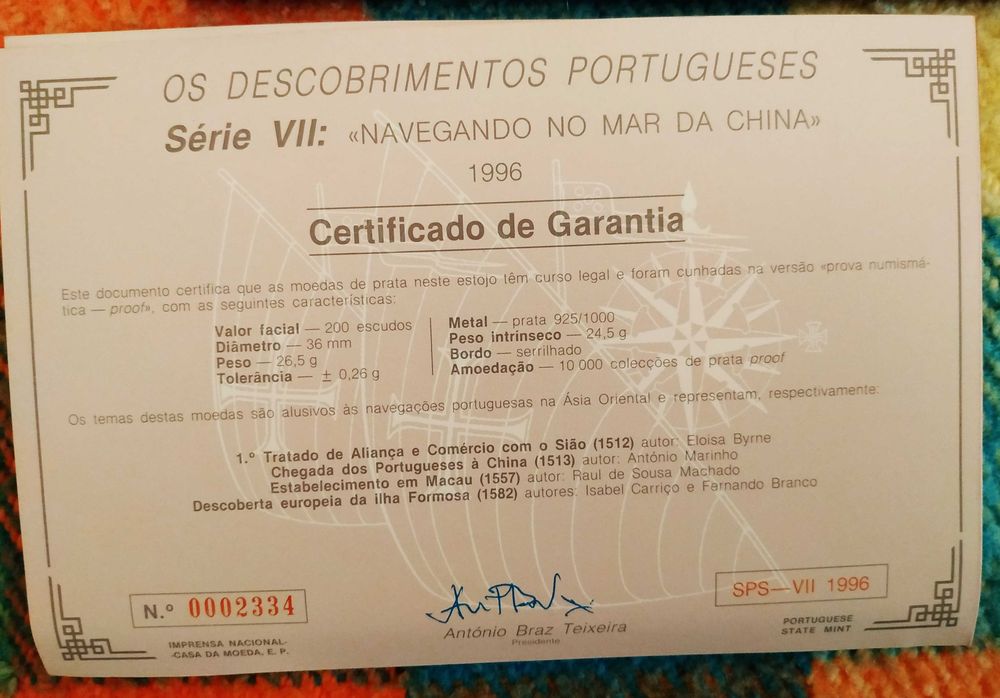 OS DESCOBRIMENTOS PORTUGUESES
Série VII: «NAVEGANDO NO MAR DA CHINA»
1996
Certificado de Garantia
Este documento certifica que as moedas de prata neste estojo têm curso legal e foram cunhadas na versão «prova numismá-
tica — proof», com as seguintes características:
Valor facial — 200 escudos
Diâmetro — 36 mm
Peso — 26,5 g
Tolerância — ± 0,26 g
Metal — prata 925/1000
Peso intrínseco — 24,5 g
Bordo — serrilhado
Amoedação — 10 000 colecções de prata proof
Os temas destas moedas são alusivos às navegações portuguesas na Ásia Oriental e representam, respectivamente:
1.º Tratado de Aliança e Comércio com o Sião (1512) autor: Eloisa Byrne
Chegada dos Portugueses à China (1513) autor: António Marinho
Estabelecimento em Macau (1557) autor: Raul de Sousa Machado
Descoberta europeia da ilha Formosa (1582) autores: Isabel Carriço e Fernando Branco
N.º 0002334
IMPRENSA NACIONAL-
-CASA DA MOEDA, E. P.
António Braz Teixeira
Presidente
SPS—VII 1996
PORTUGUESE
STATE MINT